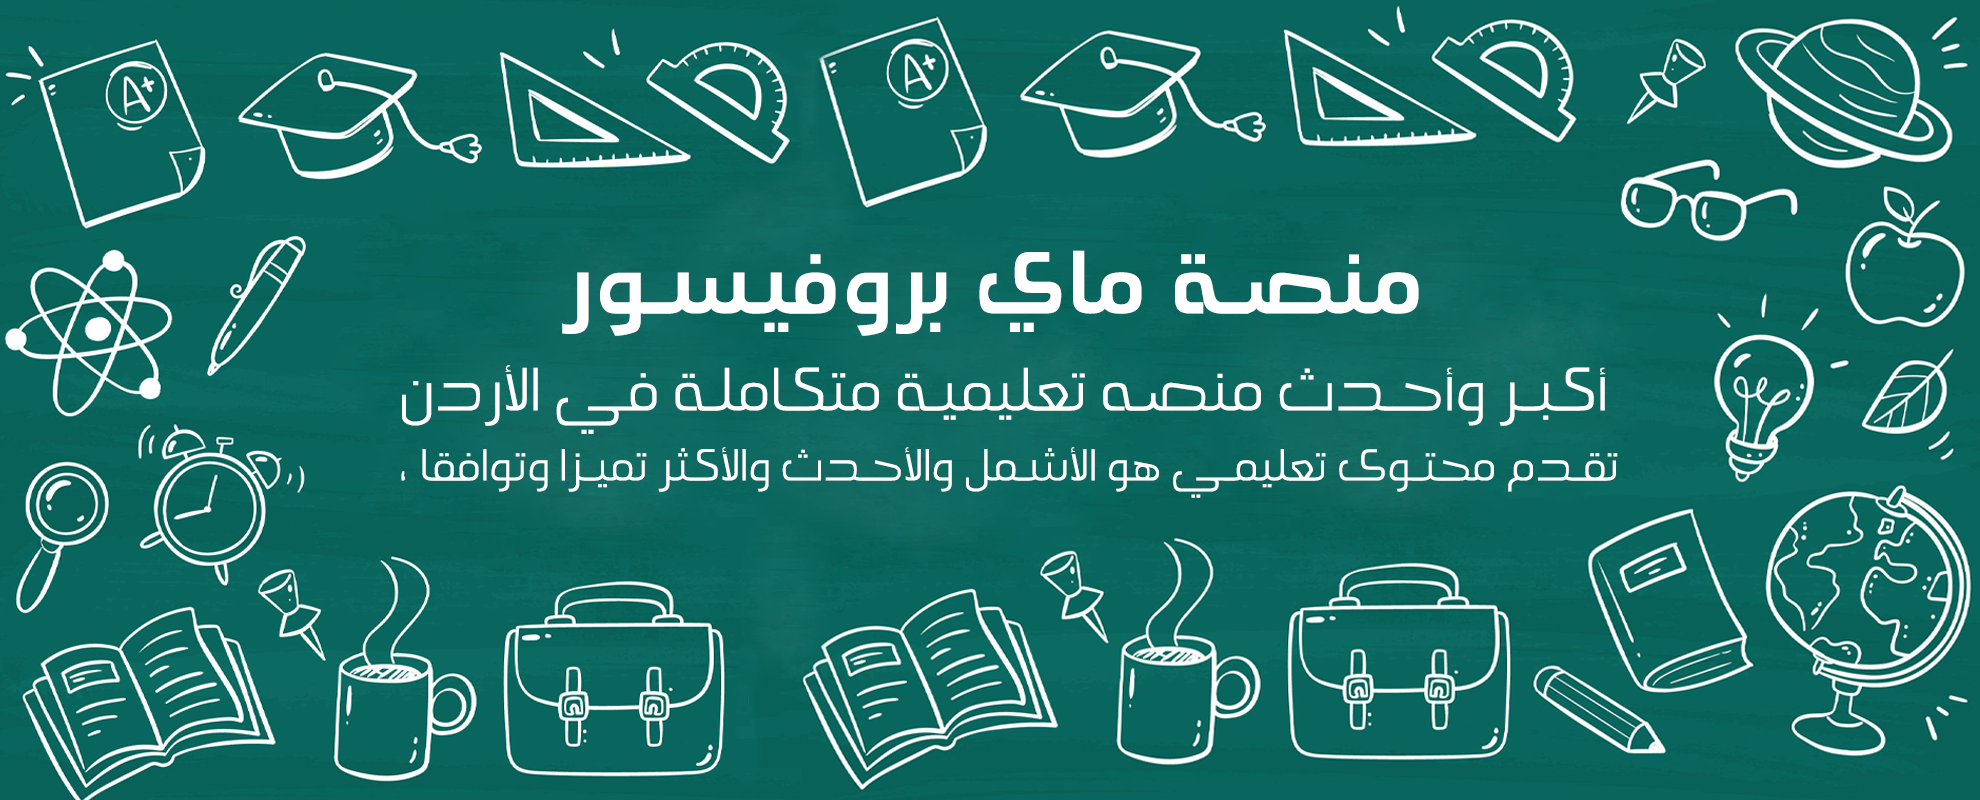 A+
A+
منصة ماي بروفيسور
أكبر وأحدث منصه تعليمية متكاملة في الأردن
تقدم محتوى تعليمي هو الأشمل والأحدث والأكثر تميزا وتوافقا ،